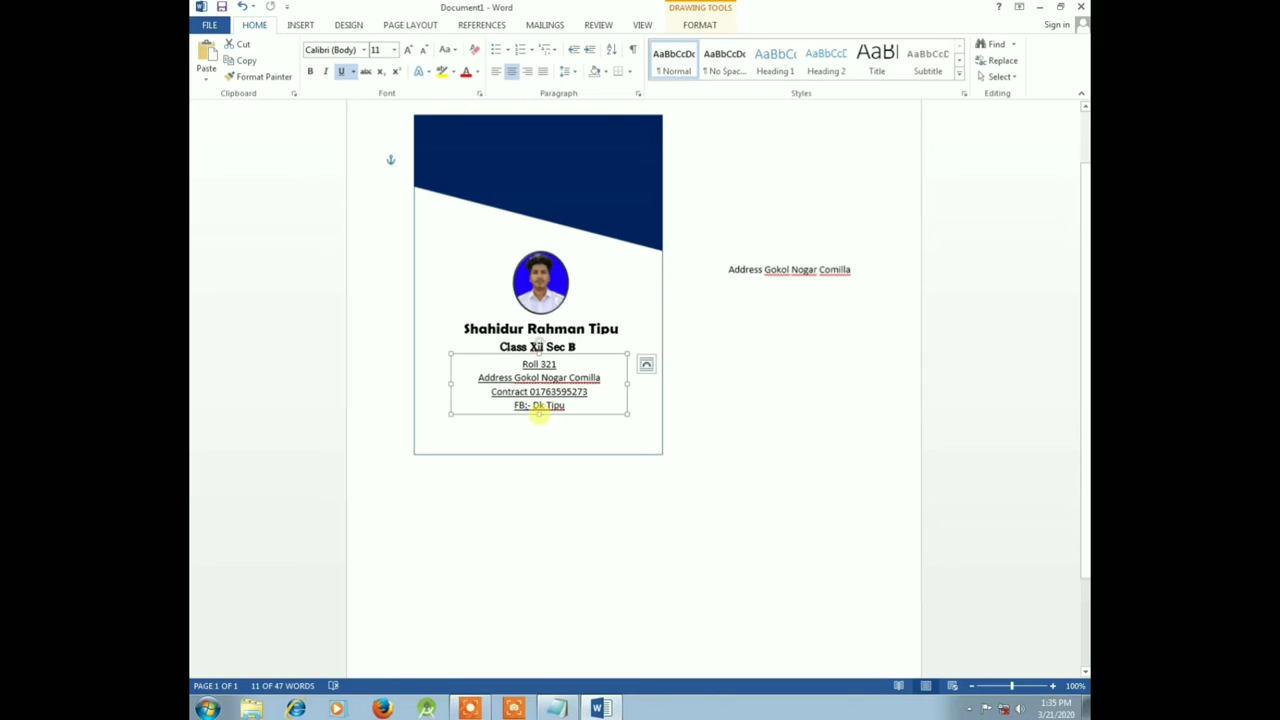 Document1 - Word
DRAWING TOOLS
FILE HOME INSERT DESIGN PAGE LAYOUT REFERENCES MAILINGS REVIEW VIEW FORMAT
Sign in
Paste
Cut
Copy
Format Painter
Clipboard
Calibri (Body) 11
Font
Paragraph
AaBbCcDc AaBbCcDc AaBbCc AaBbCcC AaBl AaBbCcC
¶ Normal ¶ No Spac... Heading 1 Heading 2 Title Subtitle
Styles
Find
Replace
Select
Editing
Address Gokol Nogar Comilla
Shahidur Rahman Tipu
Class Xii Sec B
Roll 321
Address Gokol Nogar Comilla
Contract 01763595273
FB:- Dk Tipu
PAGE 1 OF 1 11 OF 47 WORDS 100%
1:35 PM
3/21/2020